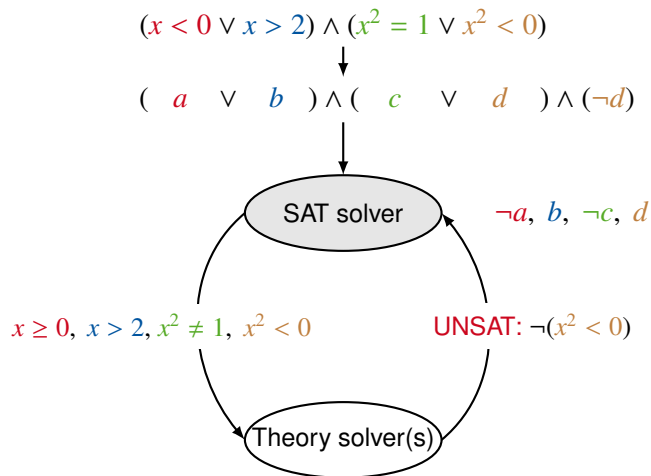 (x < 0 ∨ x > 2) ∧ (x² = 1 ∨ x² < 0)
( a ∨ b ) ∧ ( c ∨ d ) ∧ (¬d)
SAT solver
¬a, b, ¬c, d
x ≥ 0, x > 2, x² ≠ 1, x² < 0
UNSAT: ¬(x² < 0)
Theory solver(s)